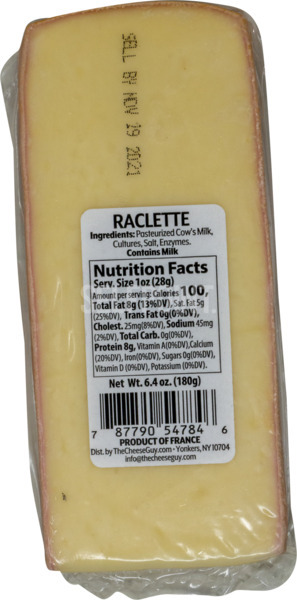 SELL BY NOV 19 2021
RACLETTE
Ingredients: Pasteurized Cow's Milk,
Cultures, Salt, Enzymes.
Contains Milk
Nutrition Facts
Serv. Size 1oz (28g)
Amount per serving: Calories 100,
Total Fat 8g (13%DV), Sat. Fat 5g
(25%DV), Trans Fat 0g(0%DV),
Cholest. 25mg(8%DV), Sodium 45mg
(2%DV), Total Carb. 0g(0%DV),
Protein 8g, Vitamin A(0%DV),Calcium
(20%DV), Iron(0%DV), Sugars 0g(0%DV),
Vitamin D (0%DV), Potassium (0%DV).
Net Wt. 6.4 oz. (180g)
7 87790 54784 6
PRODUCT OF FRANCE
Dist. by TheCheeseGuy.com - Yonkers, NY 10704
info@thecheeseguy.com